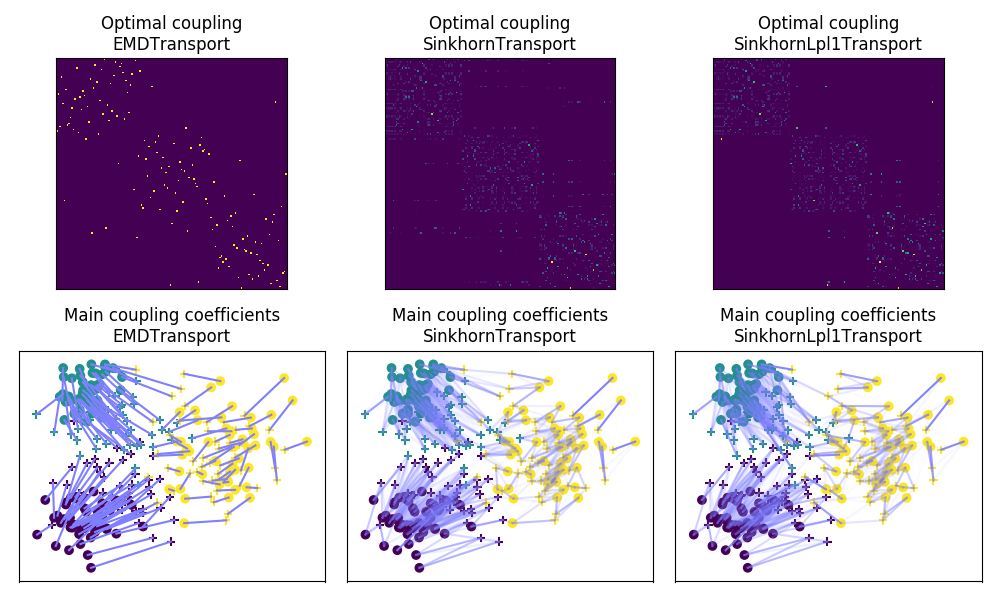 Optimal coupling
EMDTransport
Optimal coupling
SinkhornTransport
Optimal coupling
SinkhornLpl1Transport
Main coupling coefficients
EMDTransport
Main coupling coefficients
SinkhornTransport
Main coupling coefficients
SinkhornLpl1Transport